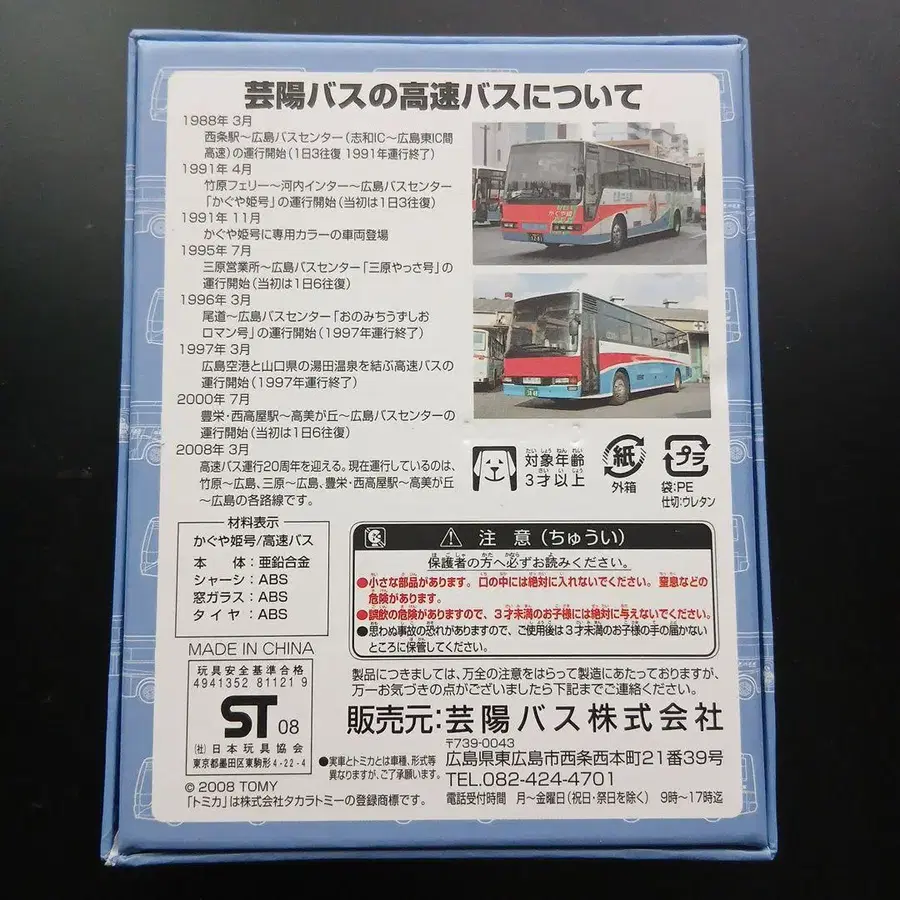 芸陽バスの高速バスについて
1988年 3月
西条駅～広島バスセンター(志和IC～広島東IC間
高速)の運行開始(1日3往復 1991年運行終了)
1991年 4月
竹原フェリー～河内インター～広島バスセンター
「かぐや姫号」の運行開始(当初は1日3往復)
1991年 11月
かぐや姫号に専用カラーの車両登場
1995年 7月
三原営業所～広島バスセンター「三原やっさ号」の
運行開始(当初は1日6往復)
1996年 3月
尾道～広島バスセンター「おのみちうずしお
ロマン号」の運行開始(1997年運行終了)
1997年 3月
広島空港と山口県の湯田温泉を結ぶ高速バスの
運行開始(1997年運行終了)
2000年 7月
豊栄・西高屋駅～高美が丘～広島バスセンターの
運行開始(当初は1日6往復)
2008年 3月
高速バス運行20周年を迎える。現在運行しているのは、
竹原～広島、三原～広島、豊栄・西高屋駅～高美が丘
～広島の各路線です。
たいしょうねんれい
対象年齢
さいいじょう
3才以上
紙
外箱
プラ
袋:PE
仕切:ウレタン
材料表示
かぐや姫号/高速バス
本　体:亜鉛合金
シャーシ:ABS
窓ガラス:ABS
タイヤ:ABS
注意(ちゅうい)
保護者の方へ必ずお読みください。
●小さな部品があります。口の中には絶対に入れないでください。窒息などの
危険があります。
●誤飲の危険がありますので、3才未満のお子様には絶対に与えないでください。
●思わぬ事故の恐れがありますので、ご使用後は3才未満のお子様の手の届かない
ところに保管してください。
MADE IN CHINA
玩具安全基準合格
4941352 81121 9
ST 08
(社)日本玩具協会
東京都墨田区東駒形4-22-4
製品につきましては、万全の注意をはらって製造にあたっておりますが、
万一お気づきの点がございましたら下記までご連絡ください。
販売元:芸陽バス株式会社
〒739-0043
広島県東広島市西条西本町21番39号
TEL.082-424-4701
電話受付時間　月～金曜日(祝日・祭日を除く)　9時～17時迄
●実車とトミカとは車種、形式等
異なりますが、ご了承願います。
© 2008 TOMY
「トミカ」は株式会社タカラトミーの登録商標です。